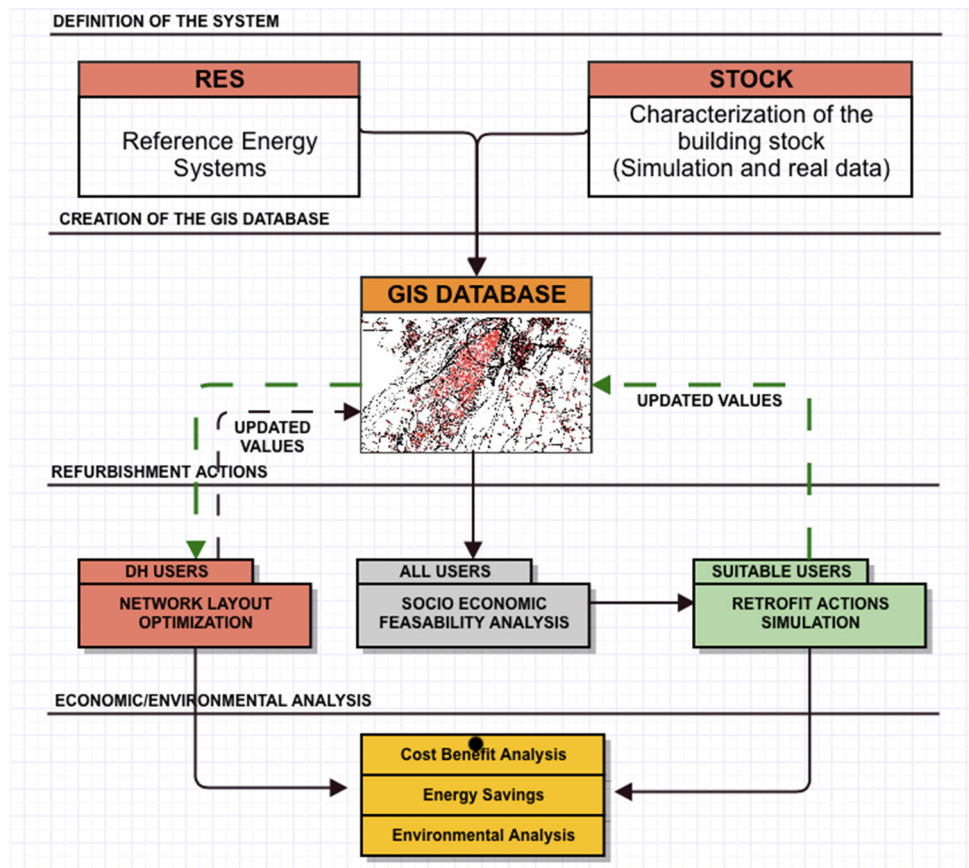 DEFINITION OF THE SYSTEM
RES
Reference Energy
Systems
STOCK
Characterization of the
building stock
(Simulation and real data)
CREATION OF THE GIS DATABASE
GIS DATABASE
UPDATED
VALUES
UPDATED VALUES
REFURBISHMENT ACTIONS
DH USERS
NETWORK LAYOUT
OPTIMIZATION
ALL USERS
SOCIO ECONOMIC
FEASABILITY ANALYSIS
SUITABLE USERS
RETROFIT ACTIONS
SIMULATION
ECONOMIC/ENVIRONMENTAL ANALYSIS
Cost Benefit Analysis
Energy Savings
Environmental Analysis